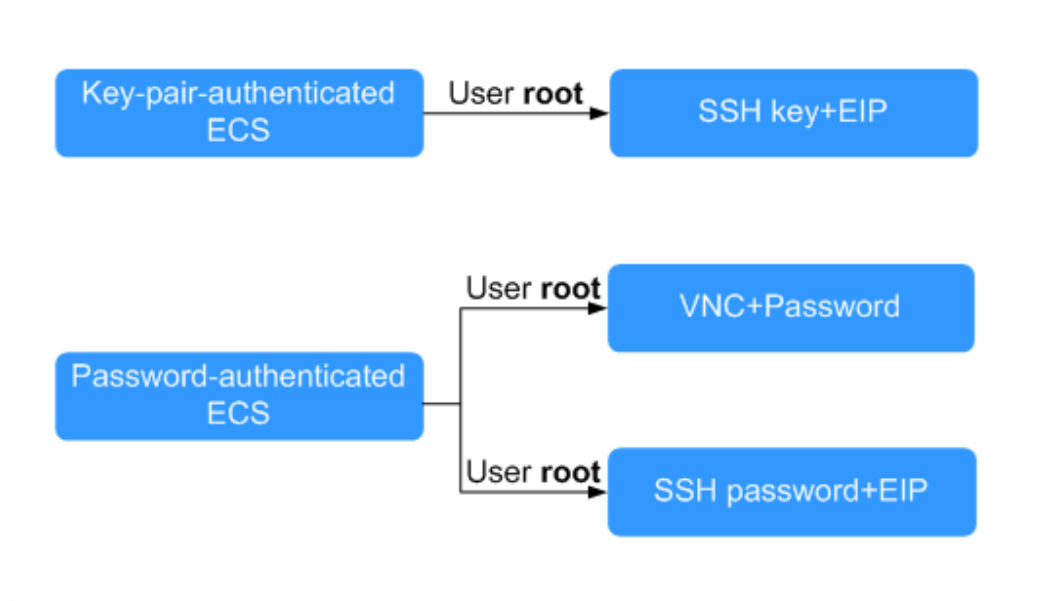 Key-pair-authenticated
ECS
User root
SSH key+EIP
User root
VNC+Password
Password-authenticated
ECS
User root
SSH password+EIP